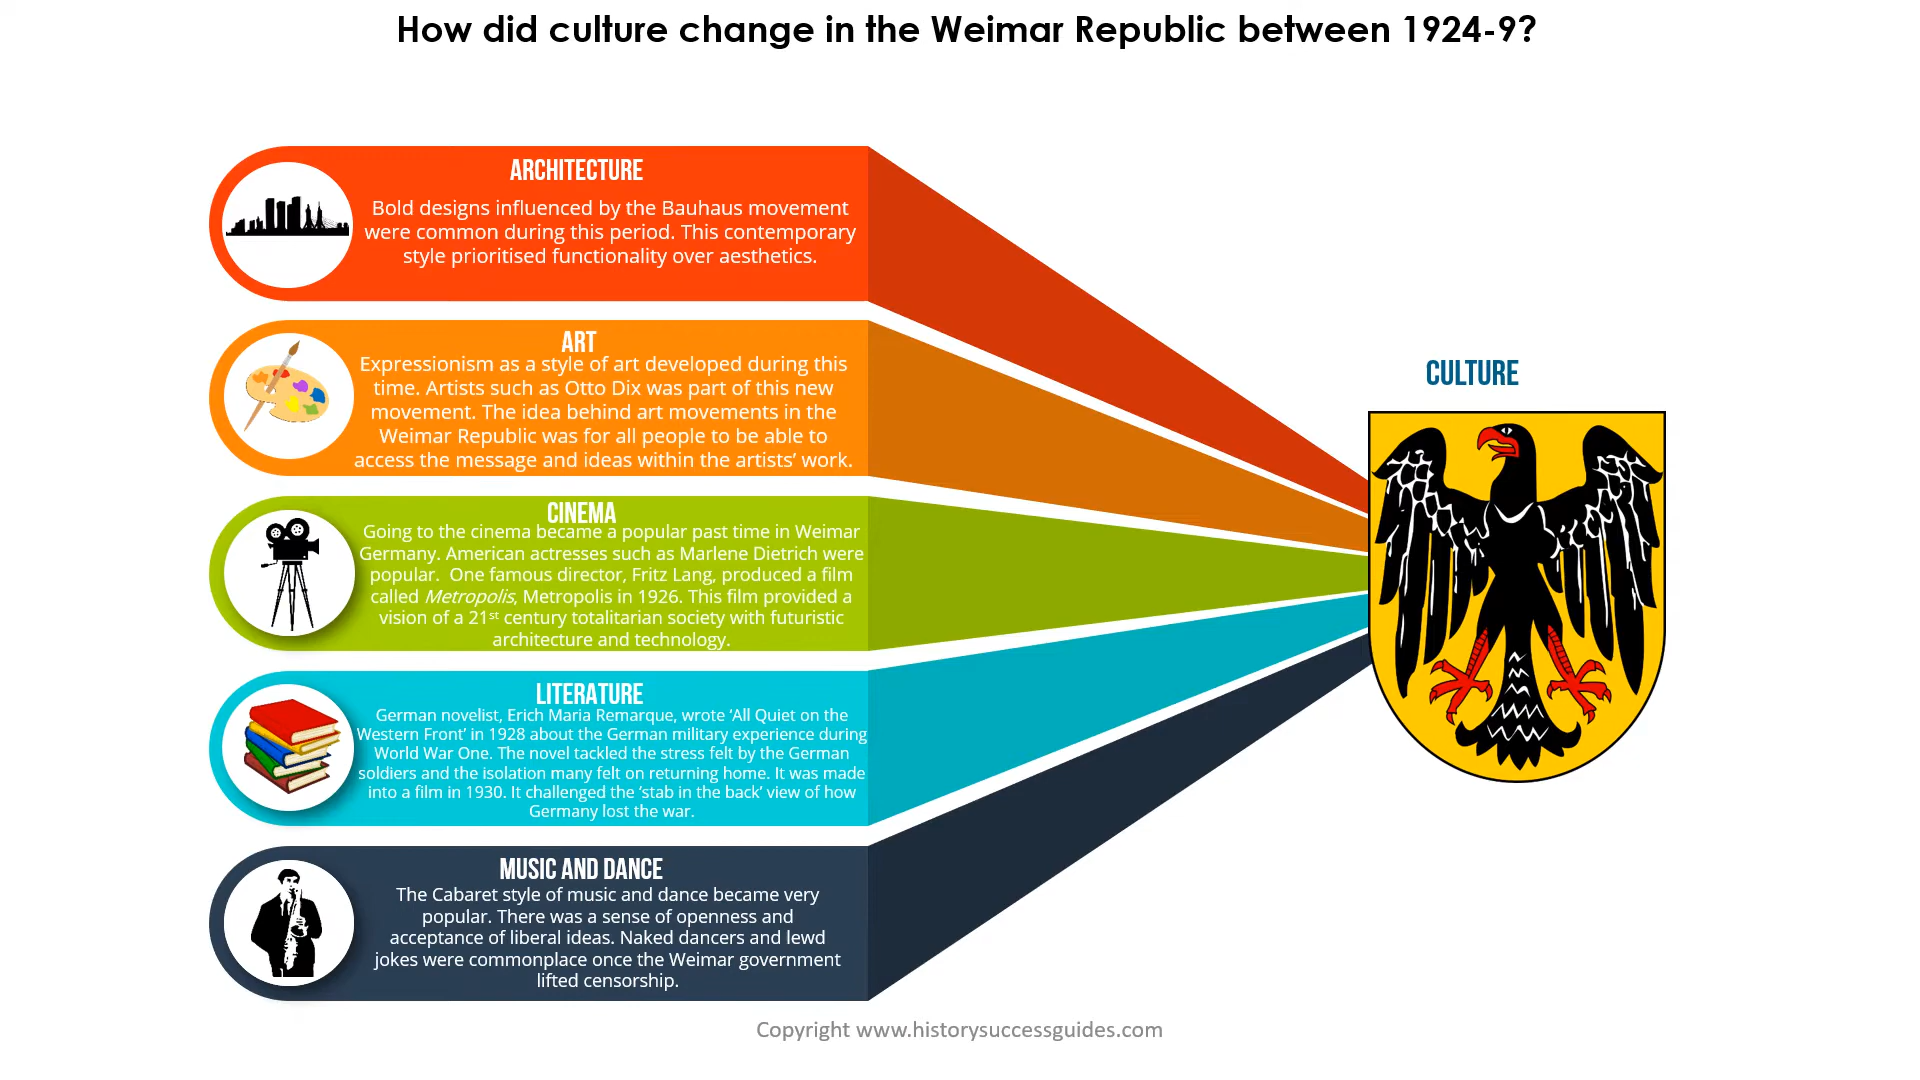 How did culture change in the Weimar Republic between 1924-9?
ARCHITECTURE
Bold designs influenced by the Bauhaus movement
were common during this period. This contemporary
style prioritised functionality over aesthetics.
ART
Expressionism as a style of art developed during this
time. Artists such as Otto Dix was part of this new
movement. The idea behind art movements in the
Weimar Republic was for all people to be able to
access the message and ideas within the artists’ work.
CINEMA
Going to the cinema became a popular past time in Weimar
Germany. American actresses such as Marlene Dietrich were
popular. One famous director, Fritz Lang, produced a film
called Metropolis, Metropolis in 1926. This film provided a
vision of a 21st century totalitarian society with futuristic
architecture and technology.
LITERATURE
German novelist, Erich Maria Remarque, wrote ‘All Quiet on the
Western Front’ in 1928 about the German military experience during
World War One. The novel tackled the stress felt by the German
soldiers and the isolation many felt on returning home. It was made
into a film in 1930. It challenged the ‘stab in the back’ view of how
Germany lost the war.
MUSIC AND DANCE
The Cabaret style of music and dance became very
popular. There was a sense of openness and
acceptance of liberal ideas. Naked dancers and lewd
jokes were commonplace once the Weimar government
lifted censorship.
CULTURE
Copyright www.historysuccessguides.com